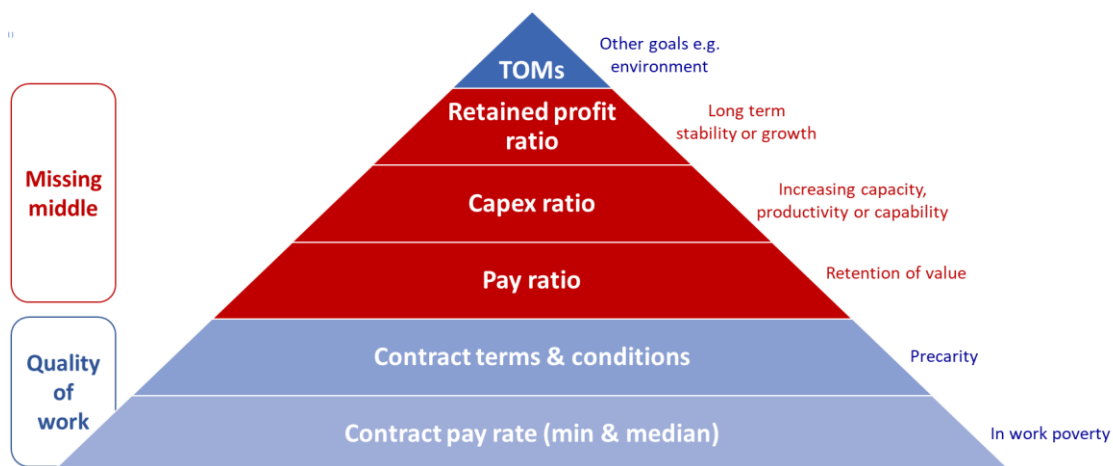 TOMs
Other goals e.g.
environment
Retained profit
ratio
Long term
stability or growth
Missing
middle
Capex ratio
Increasing capacity,
productivity or capability
Pay ratio
Retention of value
Quality
of
work
Contract terms & conditions
Precarity
Contract pay rate (min & median)
In work poverty